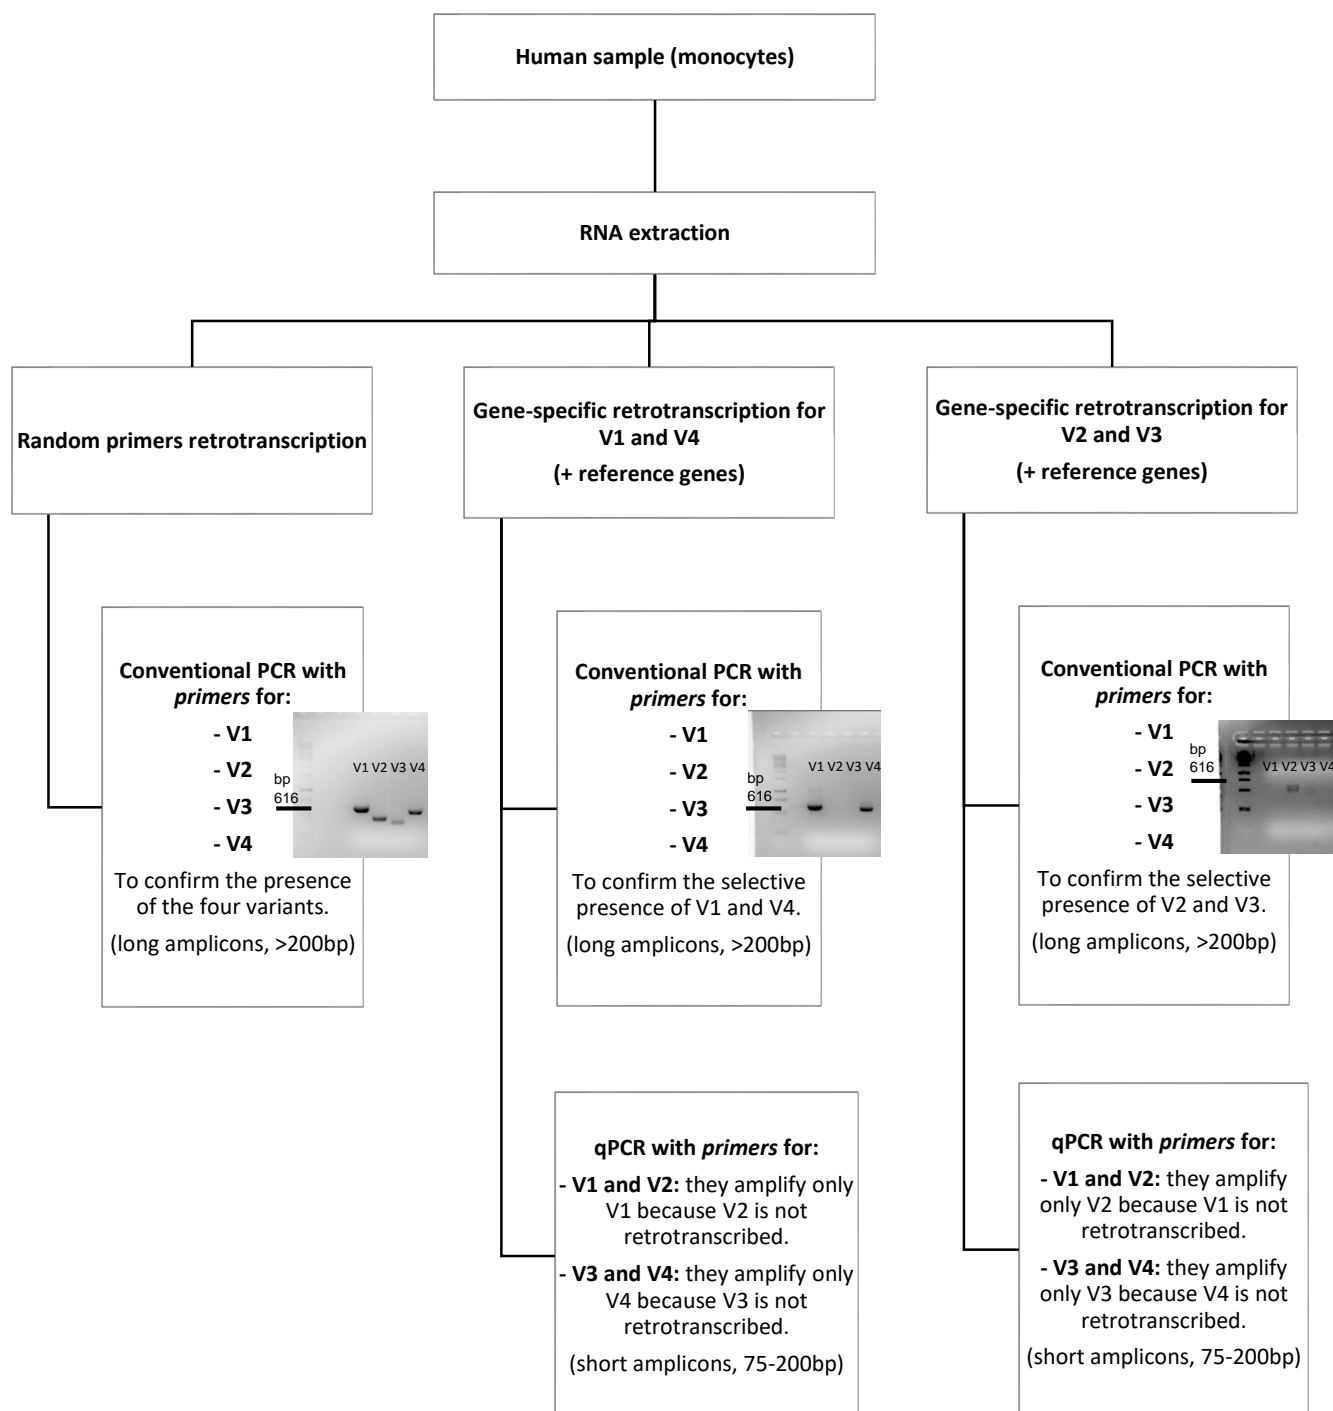 Human sample (monocytes)
RNA extraction
Random primers retrotranscription
Gene-specific retrotranscription for
V1 and V4
(+ reference genes)
Gene-specific retrotranscription for
V2 and V3
(+ reference genes)
Conventional PCR with
primers for:
- V1
- V2
- V3
- V4
bp
616
V1 V2 V3 V4
To confirm the presence
of the four variants.
(long amplicons, >200bp)
Conventional PCR with
primers for:
- V1
- V2
- V3
- V4
bp
616
V1 V2 V3 V4
To confirm the selective
presence of V1 and V4.
(long amplicons, >200bp)
Conventional PCR with
primers for:
- V1
- V2
- V3
- V4
bp
616
V1 V2 V3 V4
To confirm the selective
presence of V2 and V3.
(long amplicons, >200bp)
qPCR with primers for:
- V1 and V2: they amplify only
V1 because V2 is not
retrotranscribed.
- V3 and V4: they amplify only
V4 because V3 is not
retrotranscribed.
(short amplicons, 75-200bp)
qPCR with primers for:
- V1 and V2: they amplify
only V2 because V1 is not
retrotranscribed.
- V3 and V4: they amplify
only V3 because V4 is not
retrotranscribed.
(short amplicons, 75-200bp)